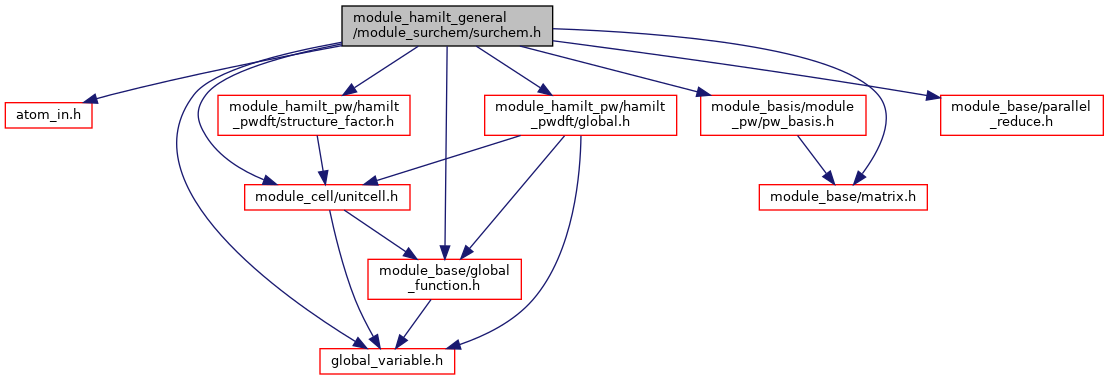 module_hamilt_general
/module_surchem/surchem.h
atom_in.h
module_hamilt_pw/hamilt
_pwdft/structure_factor.h
module_hamilt_pw/hamilt
_pwdft/global.h
module_basis/module
_pw/pw_basis.h
module_base/parallel
_reduce.h
module_cell/unitcell.h
module_base/matrix.h
module_base/global
_function.h
global_variable.h